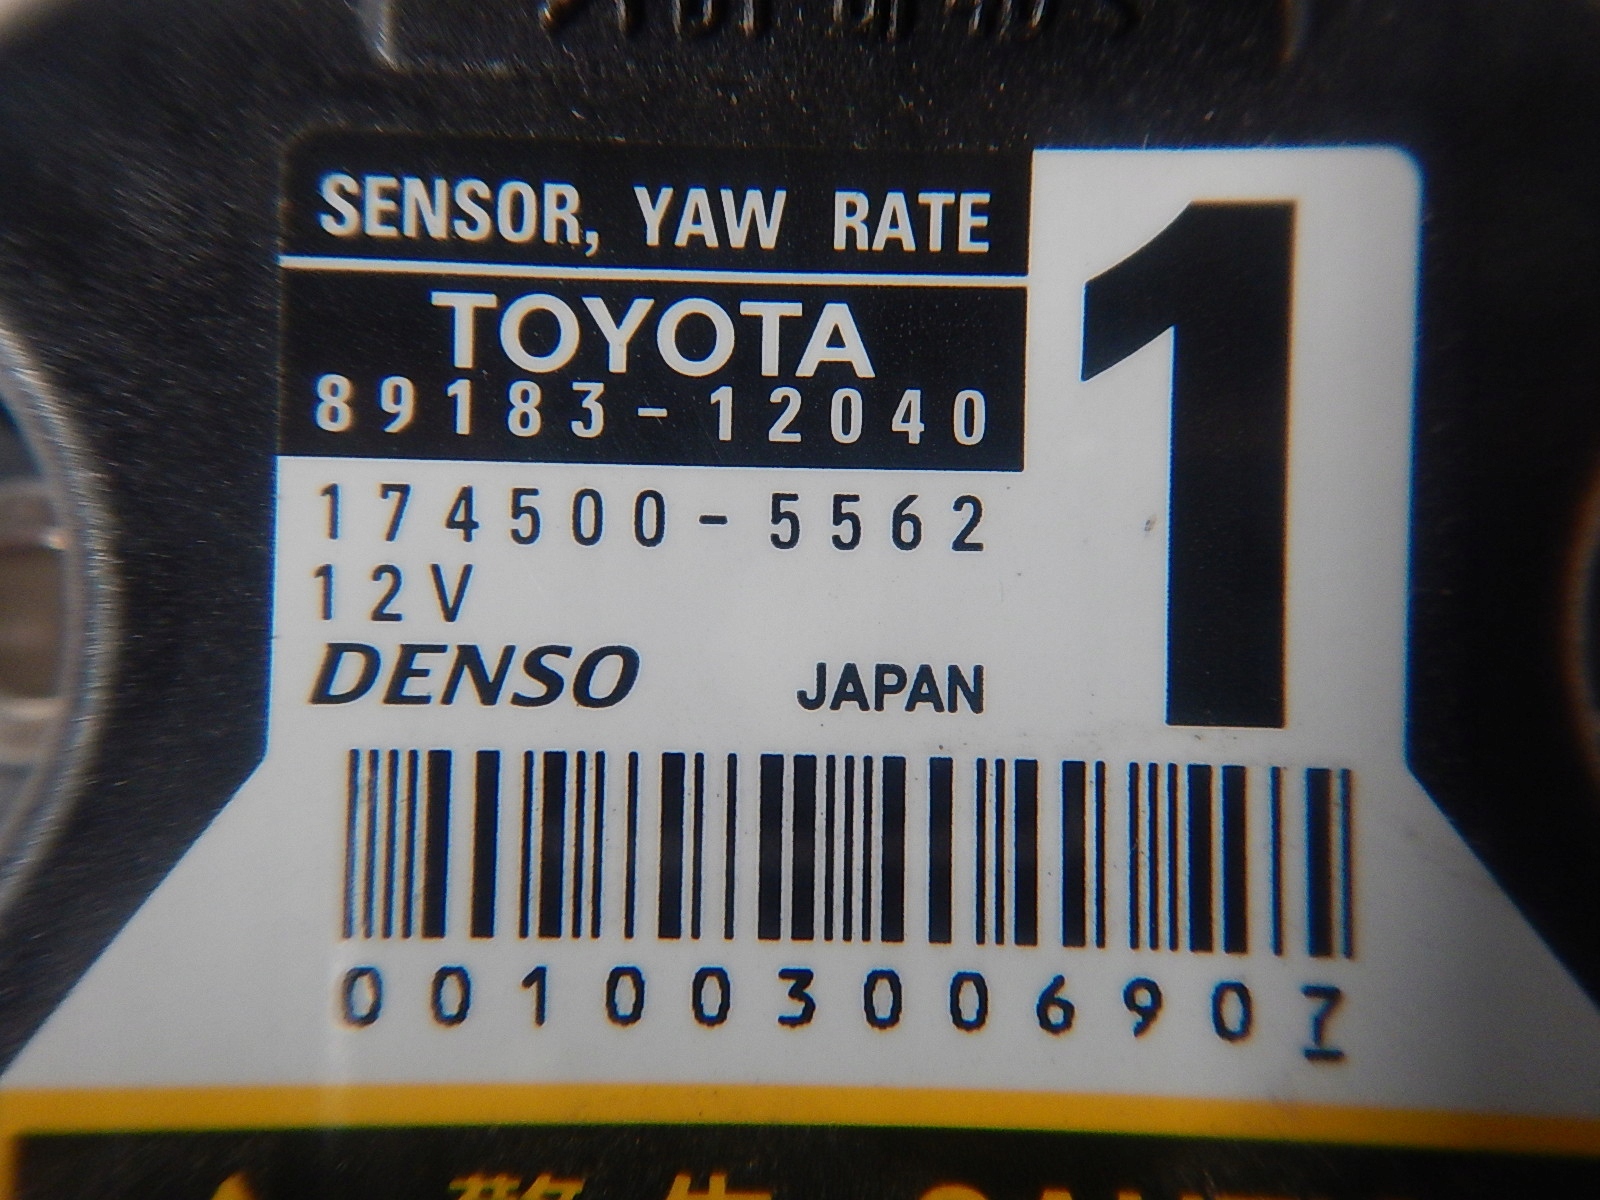 SENSOR, YAW RATE
1
TOYOTA
89183-12040
174500-5562
12V
DENSO JAPAN
001003006907